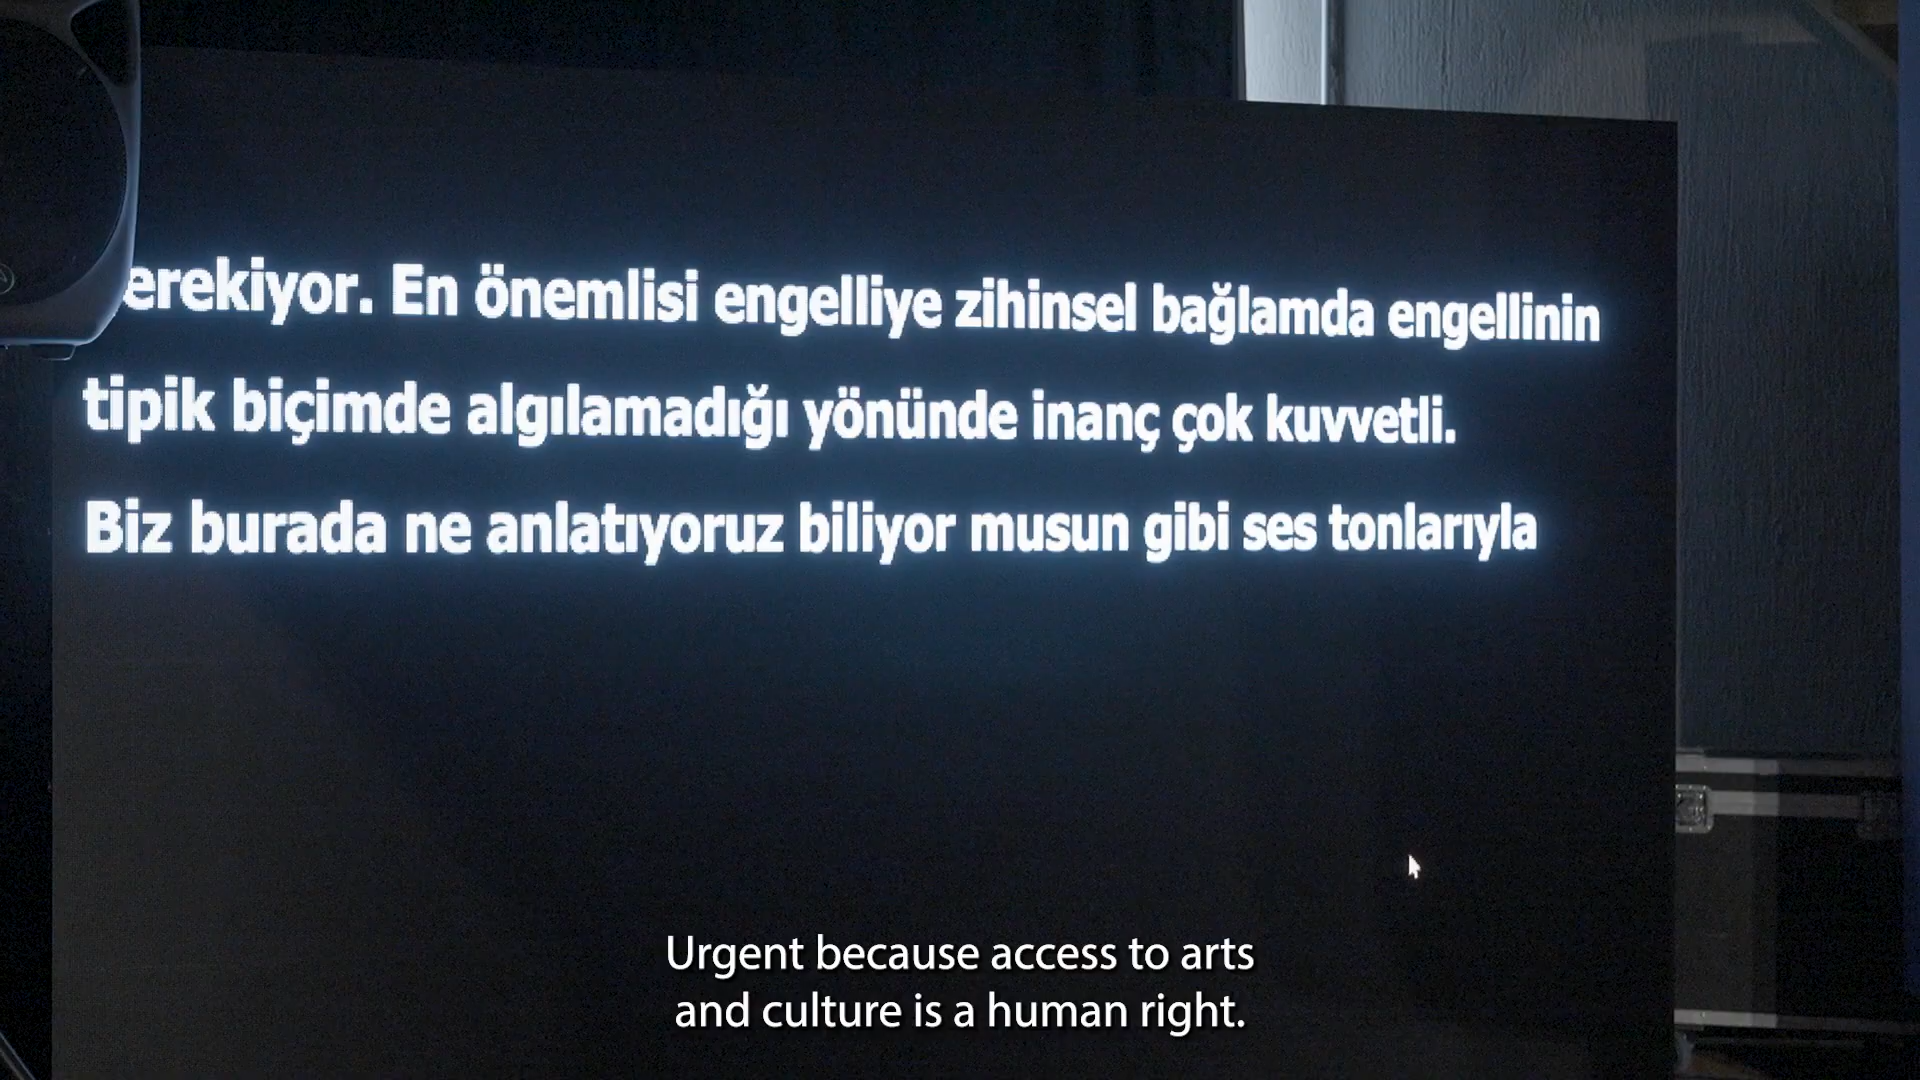 erekiyor. En önemlisi engelliye zihinsel bağlamda engellinin
tipik biçimde algılamadığı yönünde inanç çok kuvvetli.
Biz burada ne anlatıyoruz biliyor musun gibi ses tonlarıyla
Urgent because access to arts
and culture is a human right.